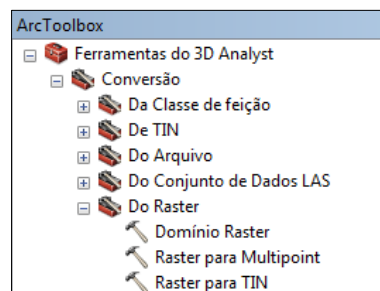 ArcToolbox
Ferramentas do 3D Analyst
Conversão
Da Classe de feição
De TIN
Do Arquivo
Do Conjunto de Dados LAS
Do Raster
Domínio Raster
Raster para Multipoint
Raster para TIN